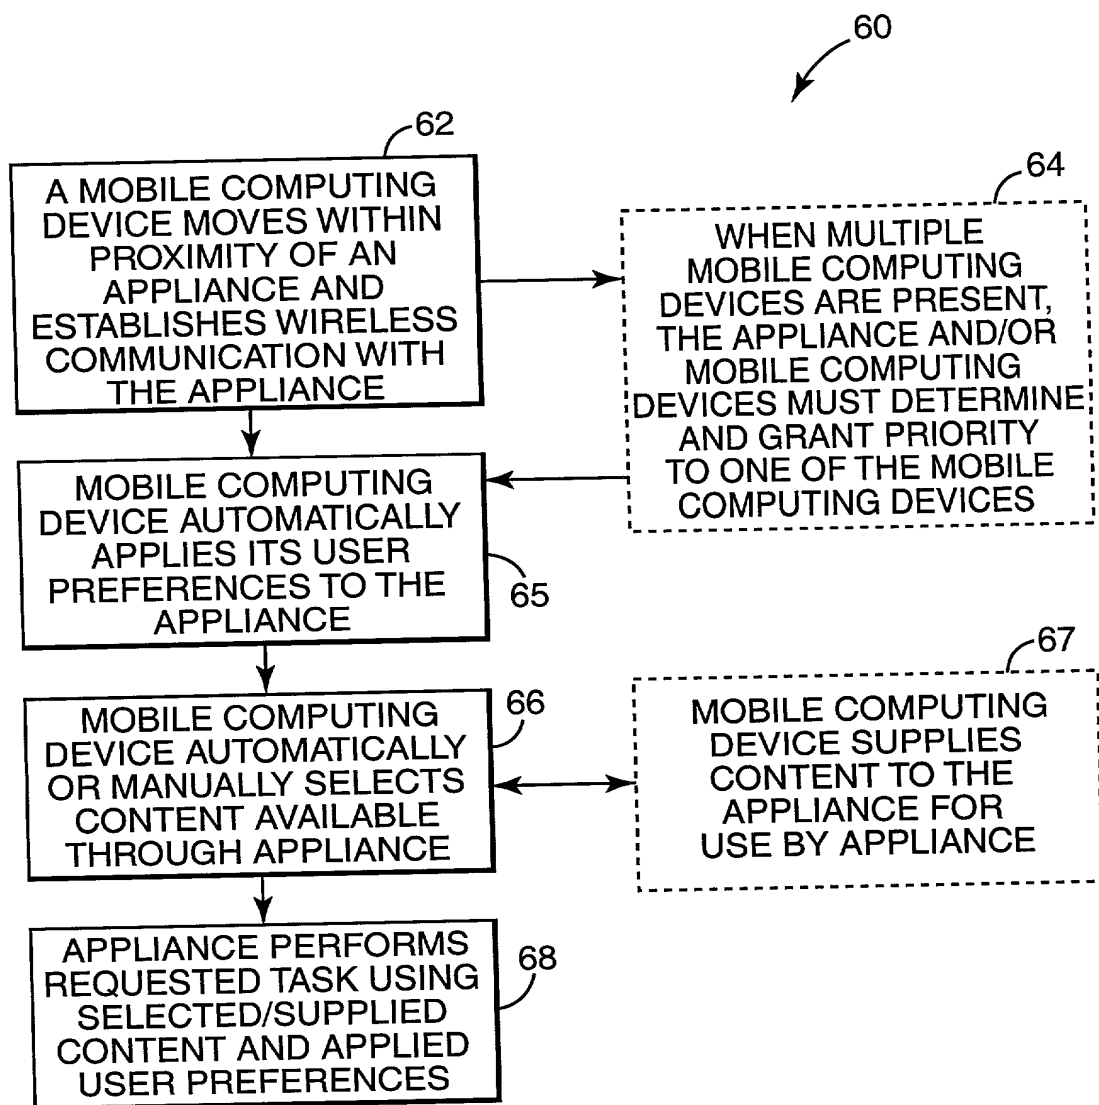 60
62
A MOBILE COMPUTING
DEVICE MOVES WITHIN
PROXIMITY OF AN
APPLIANCE AND
ESTABLISHES WIRELESS
COMMUNICATION WITH
THE APPLIANCE
64
WHEN MULTIPLE
MOBILE COMPUTING
DEVICES ARE PRESENT,
THE APPLIANCE AND/OR
MOBILE COMPUTING
DEVICES MUST DETERMINE
AND GRANT PRIORITY
TO ONE OF THE MOBILE
COMPUTING DEVICES
MOBILE COMPUTING
DEVICE AUTOMATICALLY
APPLIES ITS USER
PREFERENCES TO THE
APPLIANCE
65
66
MOBILE COMPUTING
DEVICE AUTOMATICALLY
OR MANUALLY SELECTS
CONTENT AVAILABLE
THROUGH APPLIANCE
67
MOBILE COMPUTING
DEVICE SUPPLIES
CONTENT TO THE
APPLIANCE FOR
USE BY APPLIANCE
APPLIANCE PERFORMS
REQUESTED TASK USING
SELECTED/SUPPLIED
CONTENT AND APPLIED
USER PREFERENCES
68